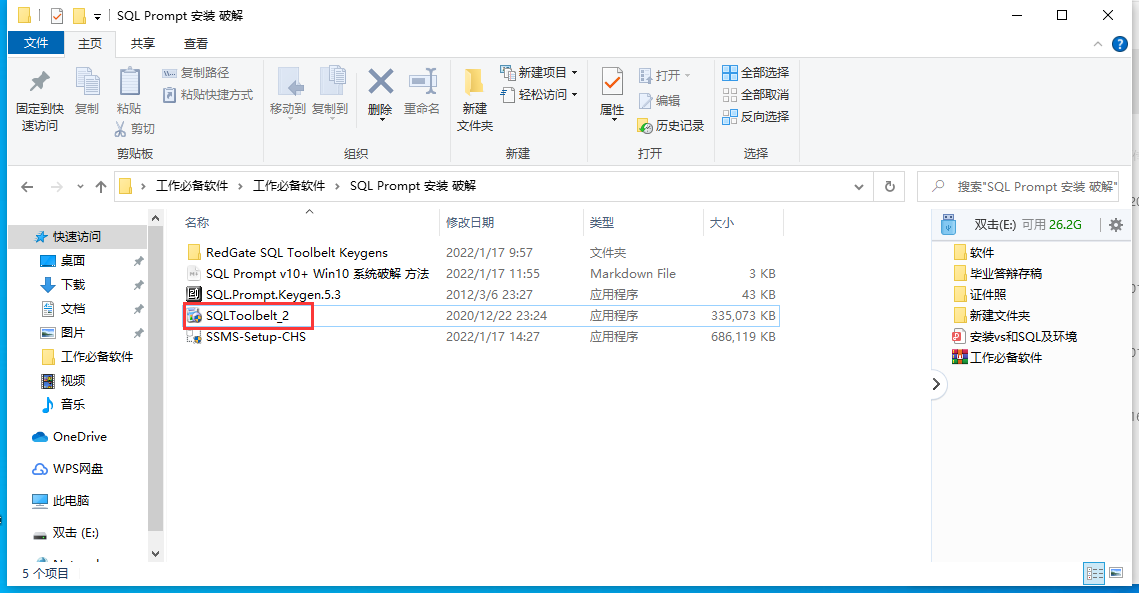 SQL Prompt 安装 破解
文件 主页 共享 查看
固定到快速访问
复制
粘贴
复制路径
粘贴快捷方式
剪切
剪贴板
移动到
复制到
删除
重命名
组织
新建文件夹
新建项目
轻松访问
新建
属性
打开
编辑
历史记录
打开
全部选择
全部取消
反向选择
选择
工作必备软件 工作必备软件 SQL Prompt 安装 破解
搜索"SQL Prompt 安装 破解"
快速访问
桌面
下载
文档
图片
工作必备软件
视频
音乐
OneDrive
WPS网盘
此电脑
双击 (E:)
名称 修改日期 类型 大小
RedGate SQL Toolbelt Keygens 2022/1/17 9:57 文件夹
SQL Prompt v10+ Win10 系统破解 方法 2022/1/17 11:55 Markdown File 3 KB
SQL.Prompt.Keygen.5.3 2012/3/6 23:27 应用程序 43 KB
SQLToolbelt_2 2020/12/22 23:24 应用程序 335,073 KB
SSMS-Setup-CHS 2022/1/17 14:27 应用程序 686,119 KB
双击(E:) 可用 26.2G
软件
毕业答辩存稿
证件照
新建文件夹
安装vs和SQL及环境
工作必备软件
5 个项目